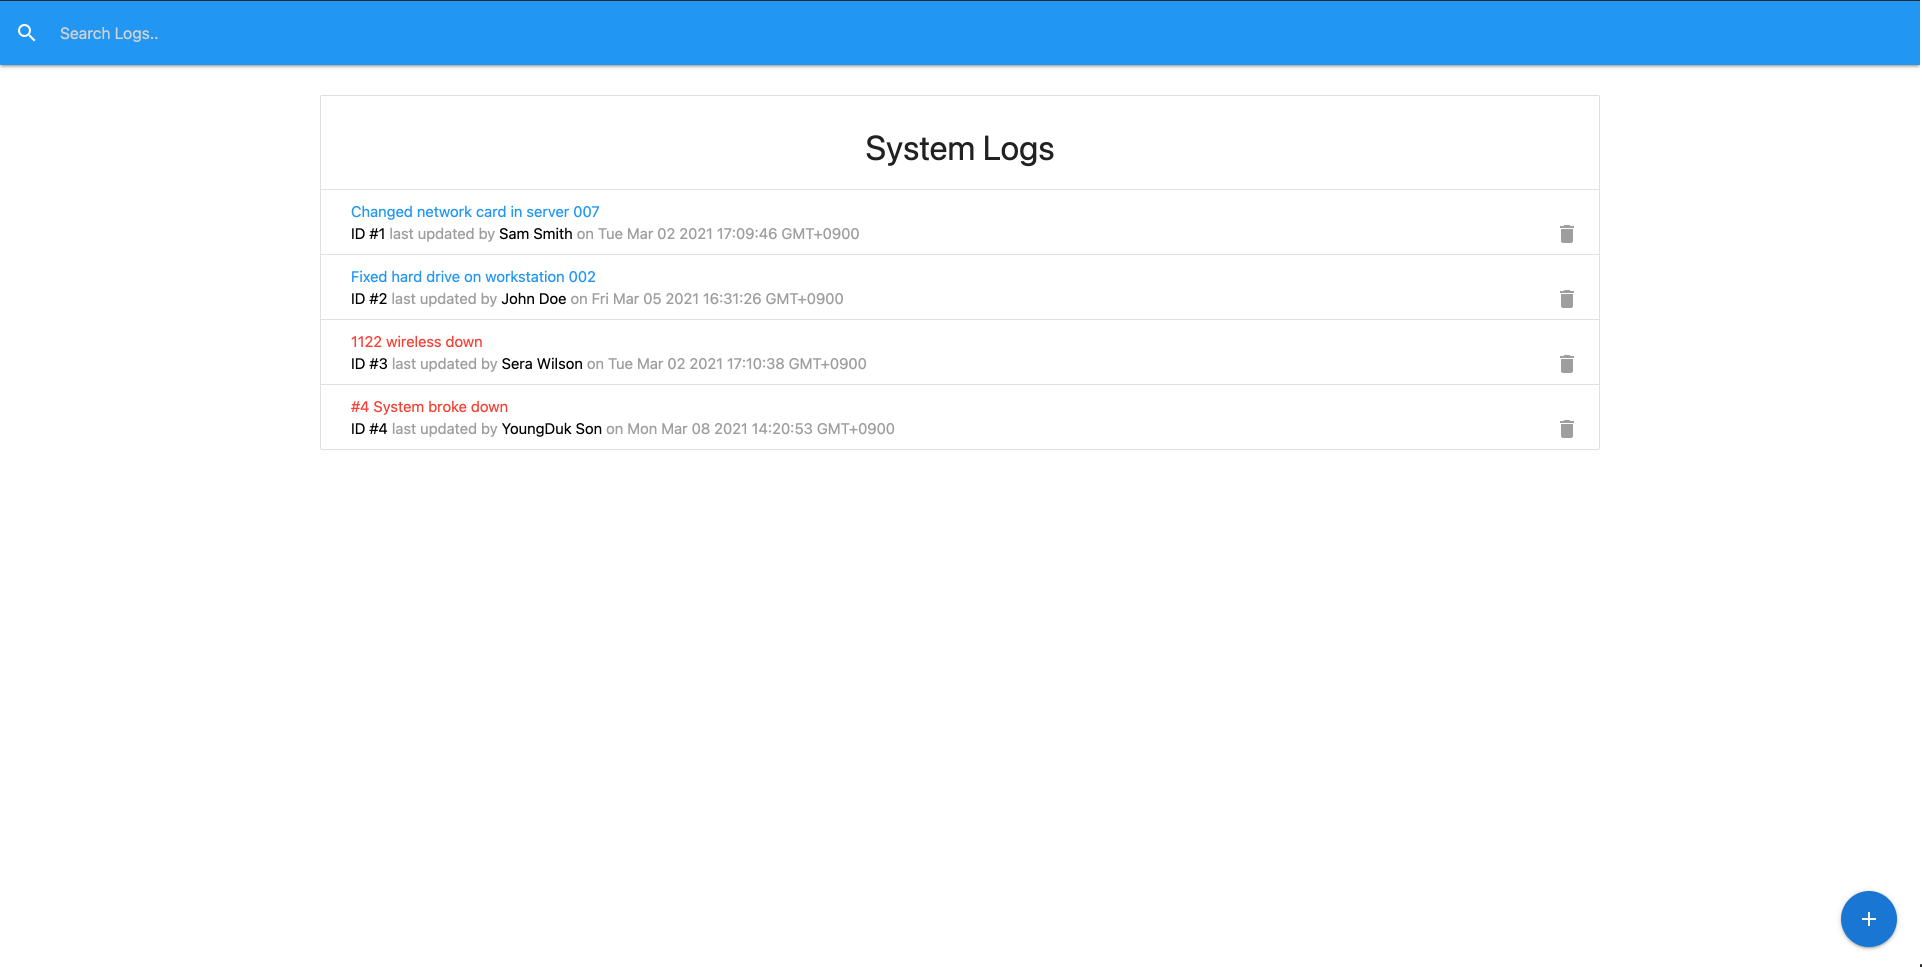 Search Logs..
System Logs
Changed network card in server 007
ID #1 last updated by Sam Smith on Tue Mar 02 2021 17:09:46 GMT+0900
Fixed hard drive on workstation 002
ID #2 last updated by John Doe on Fri Mar 05 2021 16:31:26 GMT+0900
1122 wireless down
ID #3 last updated by Sera Wilson on Tue Mar 02 2021 17:10:38 GMT+0900
#4 System broke down
ID #4 last updated by YoungDuk Son on Mon Mar 08 2021 14:20:53 GMT+0900